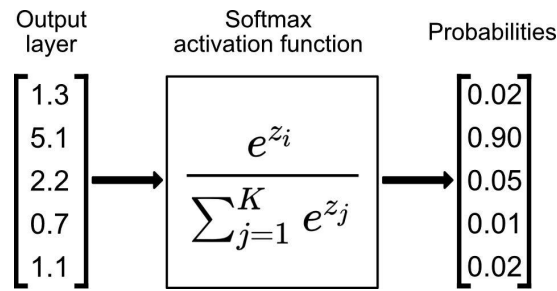 Output
layer
Softmax
activation function
Probabilities
1.3
5.1
2.2
0.7
1.1
e^{z_i}
∑_{j=1}^{K} e^{z_j}
0.02
0.90
0.05
0.01
0.02